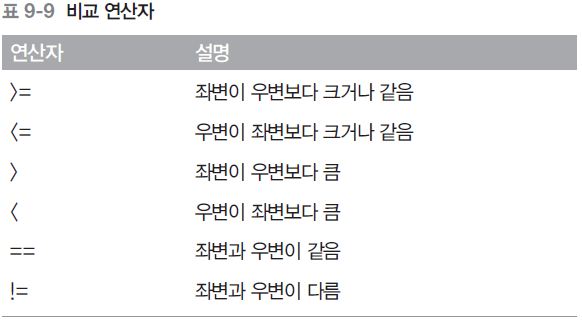 표 9-9 비교 연산자
연산자 설명
>= 좌변이 우변보다 크거나 같음
<= 우변이 좌변보다 크거나 같음
> 좌변이 우변보다 큼
< 우변이 좌변보다 큼
== 좌변과 우변이 같음
!= 좌변과 우변이 다름